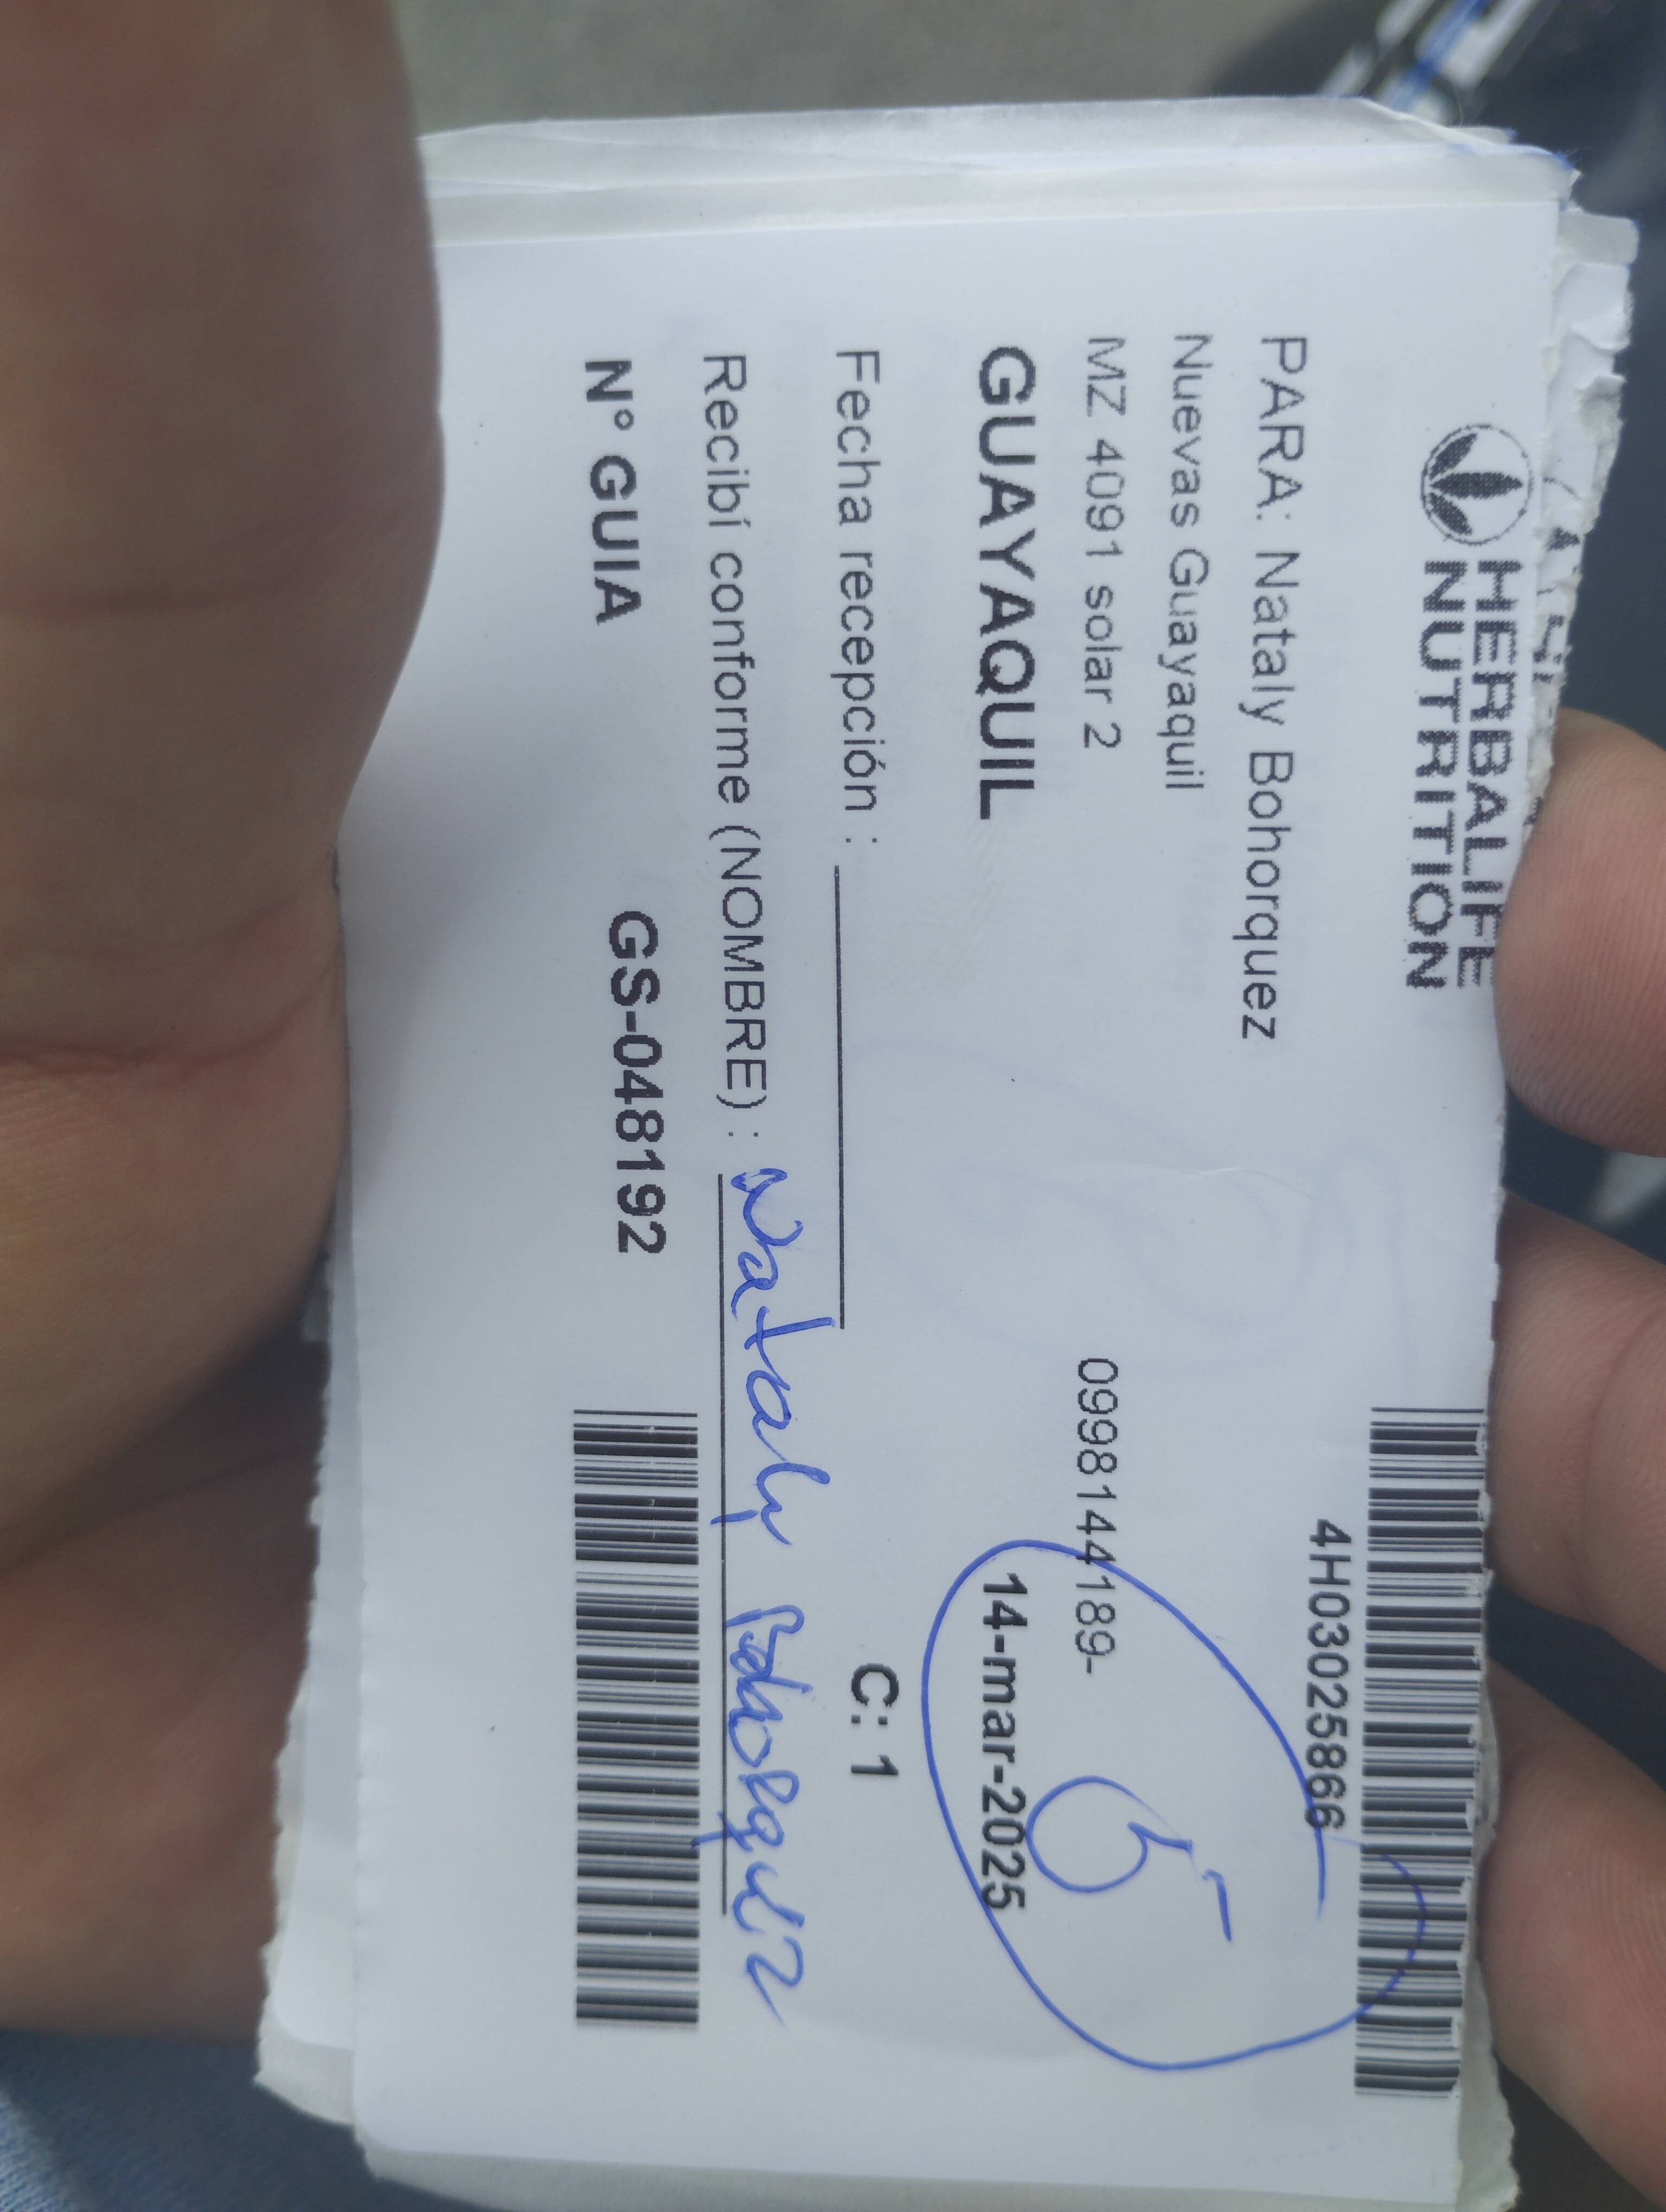 HERBALIFE
NUTRITION
4H03025866
PARA: Nataly Bohorquez
Nuevas Guayaquil
5
MZ 4091 solar 2 0998144189-
GUAYAQUIL 14-mar-2025
Fecha recepción : C: 1
Recibí conforme (NOMBRE) : Nataly Bohorquez
N° GUIA GS-048192